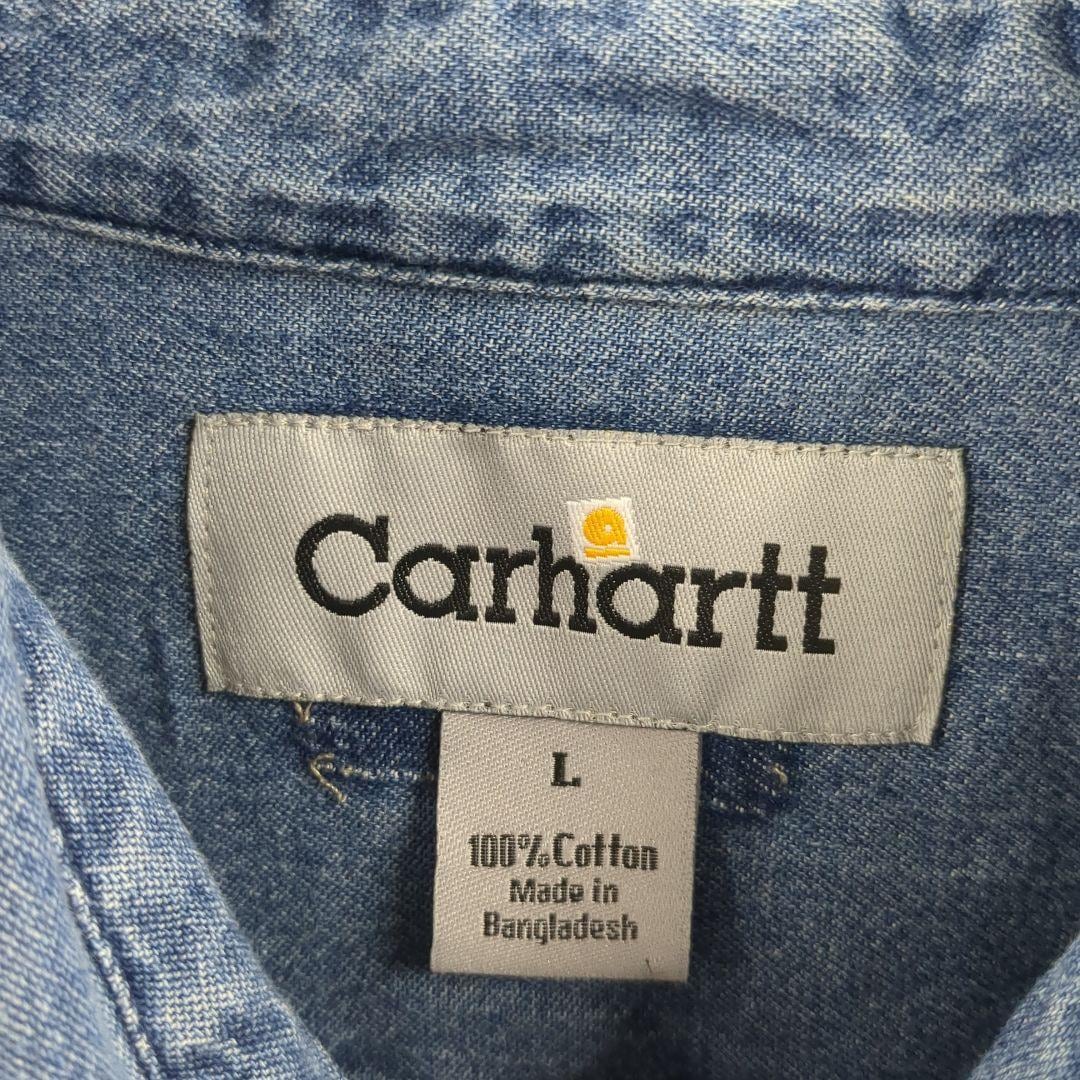 Carhartt
L
100% Cotton
Made in
Bangladesh